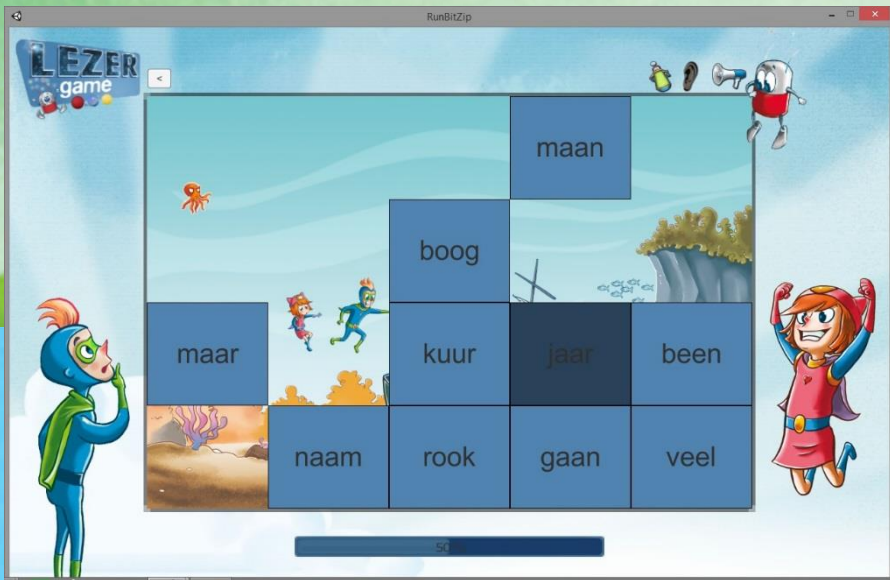 RunBitZip
LEZER
game
<
maan
boog
maar
kuur
jaar
been
naam
rook
gaan
veel